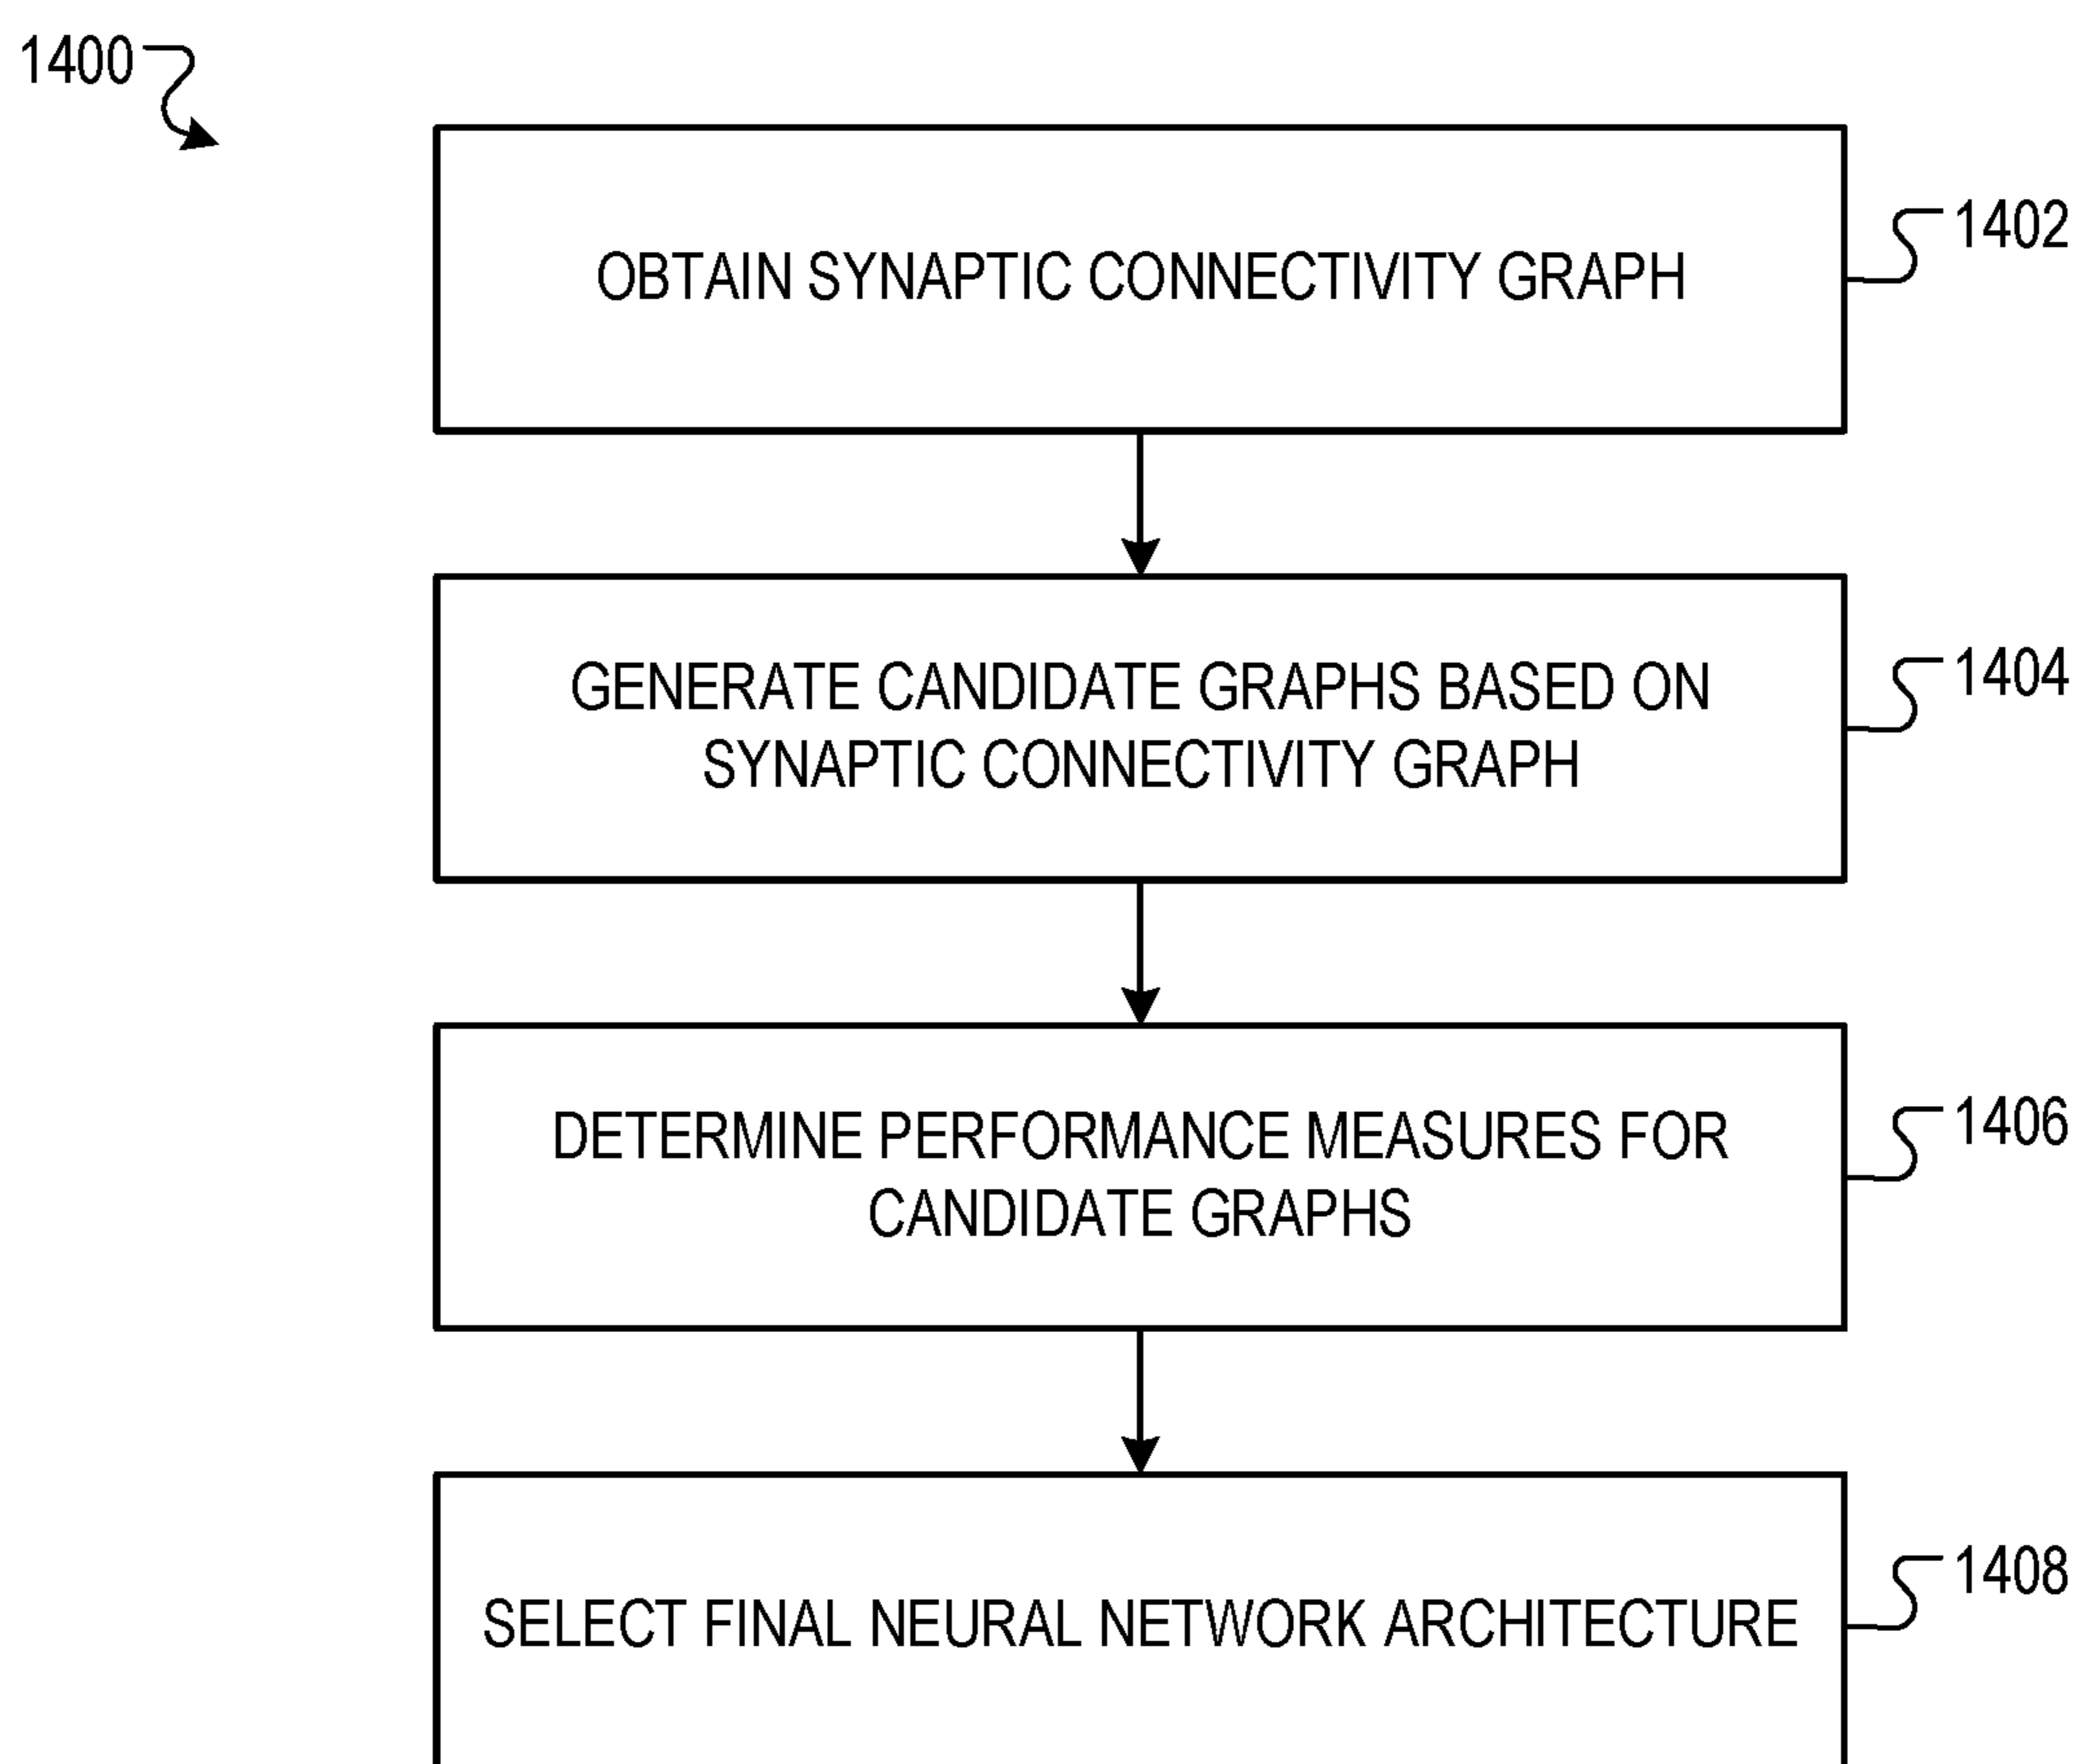 1400
OBTAIN SYNAPTIC CONNECTIVITY GRAPH
1402
GENERATE CANDIDATE GRAPHS BASED ON
SYNAPTIC CONNECTIVITY GRAPH
1404
DETERMINE PERFORMANCE MEASURES FOR
CANDIDATE GRAPHS
1406
SELECT FINAL NEURAL NETWORK ARCHITECTURE
1408